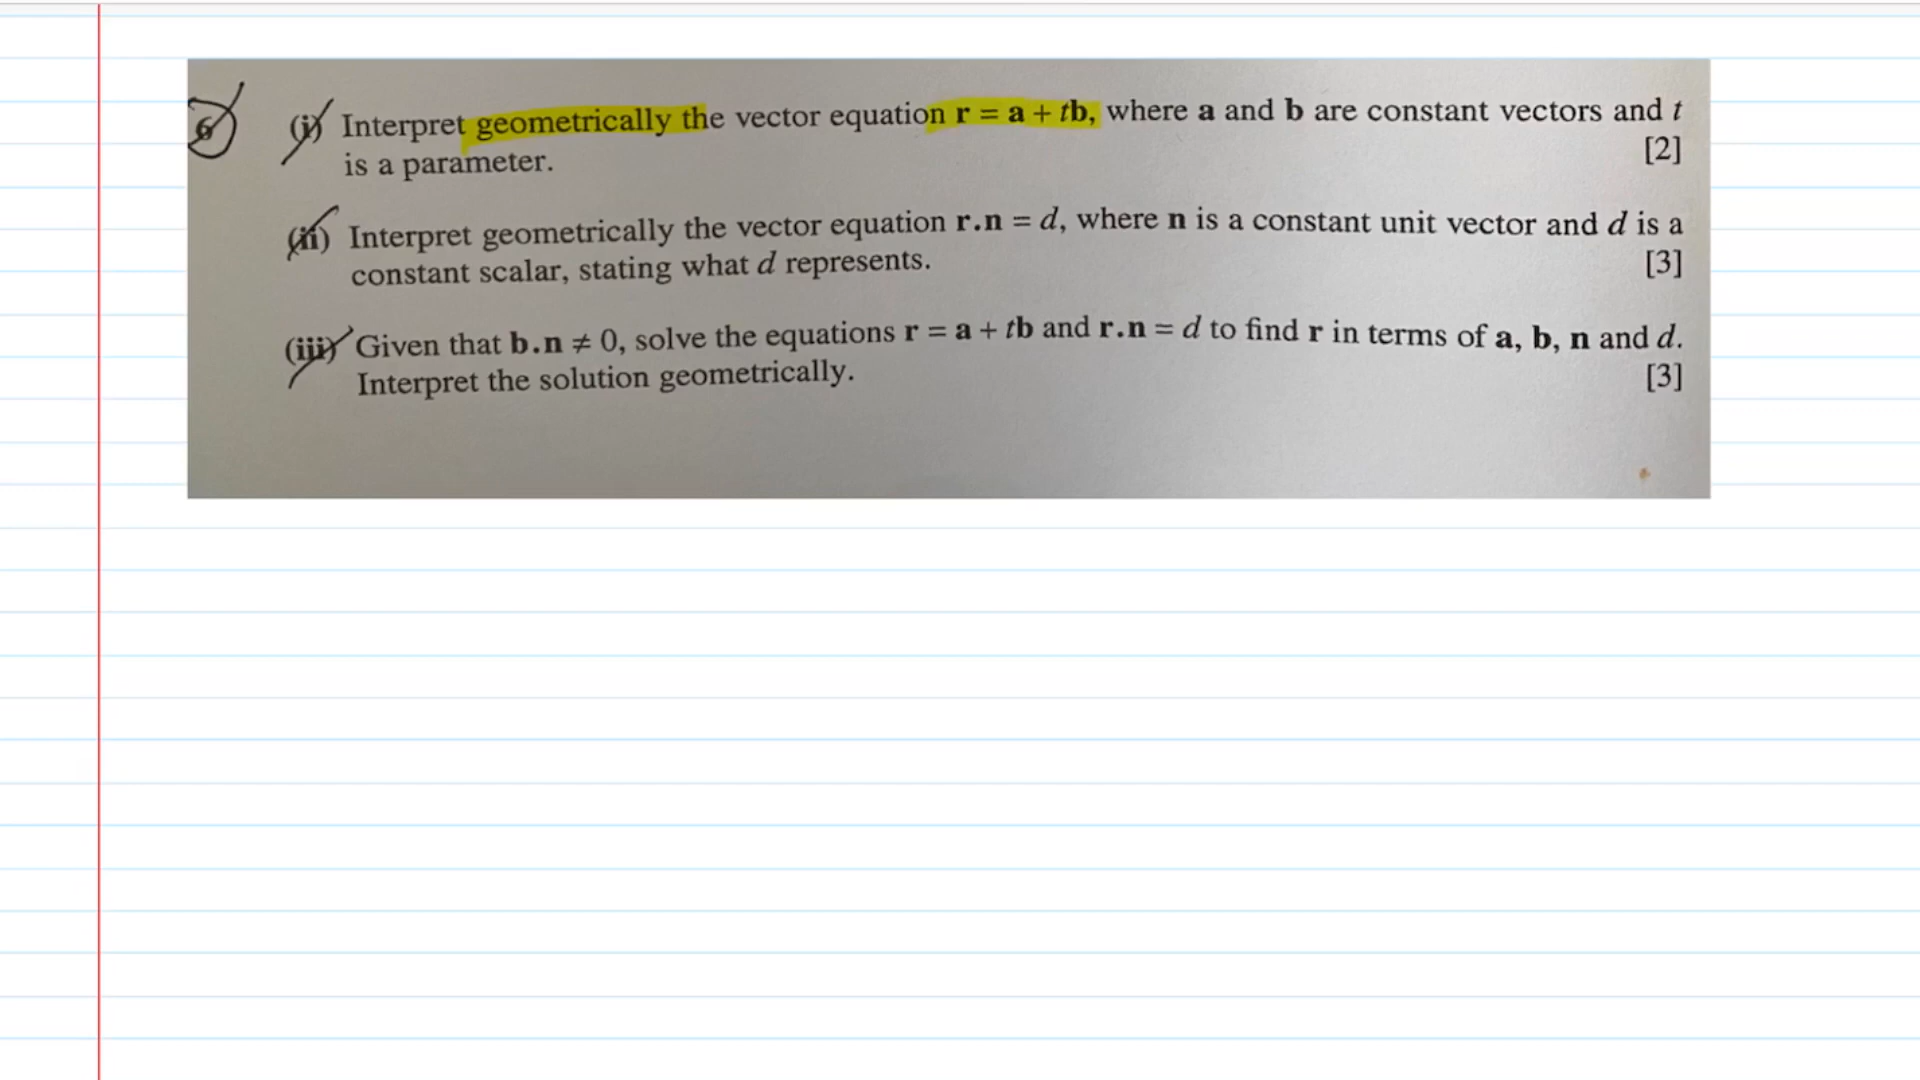 6 (i) Interpret geometrically the vector equation r = a + tb, where a and b are constant vectors and t
is a parameter. [2]
(ii) Interpret geometrically the vector equation r.n = d, where n is a constant unit vector and d is a
constant scalar, stating what d represents. [3]
(iii) Given that b.n ≠ 0, solve the equations r = a + tb and r.n = d to find r in terms of a, b, n and d.
Interpret the solution geometrically. [3]